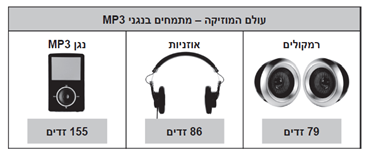 עולם המוזיקה – מתמחים בנגני MP3
רמקולים
אוזניות
נגן MP3
79 זדים
86 זדים
155 זדים